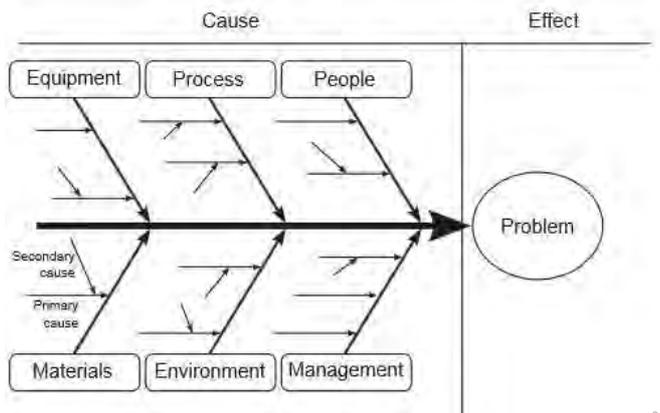 Cause
Effect
Equipment
Process
People
Problem
Secondary
cause
Primary
cause
Materials
Environment
Management